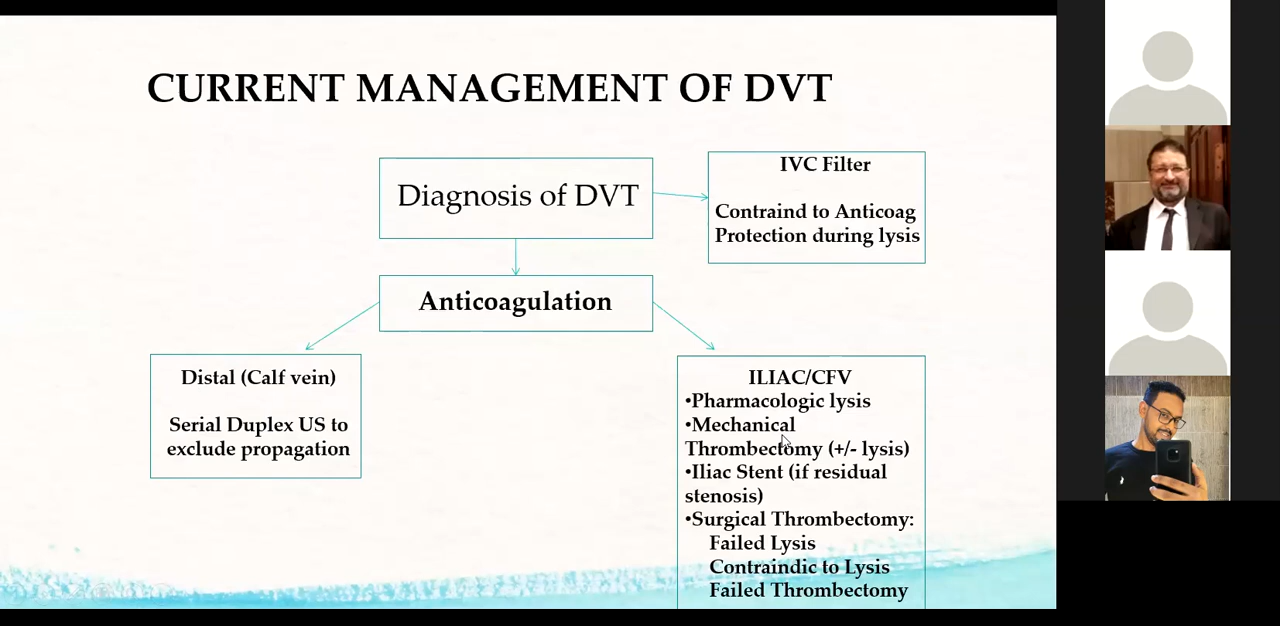 CURRENT MANAGEMENT OF DVT
Diagnosis of DVT
IVC Filter
Contraind to Anticoag
Protection during lysis
Anticoagulation
Distal (Calf vein)
Serial Duplex US to
exclude propagation
ILIAC/CFV
•Pharmacologic lysis
•Mechanical
Thrombectomy (+/- lysis)
•Iliac Stent (if residual
stenosis)
•Surgical Thrombectomy:
Failed Lysis
Contraindic to Lysis
Failed Thrombectomy